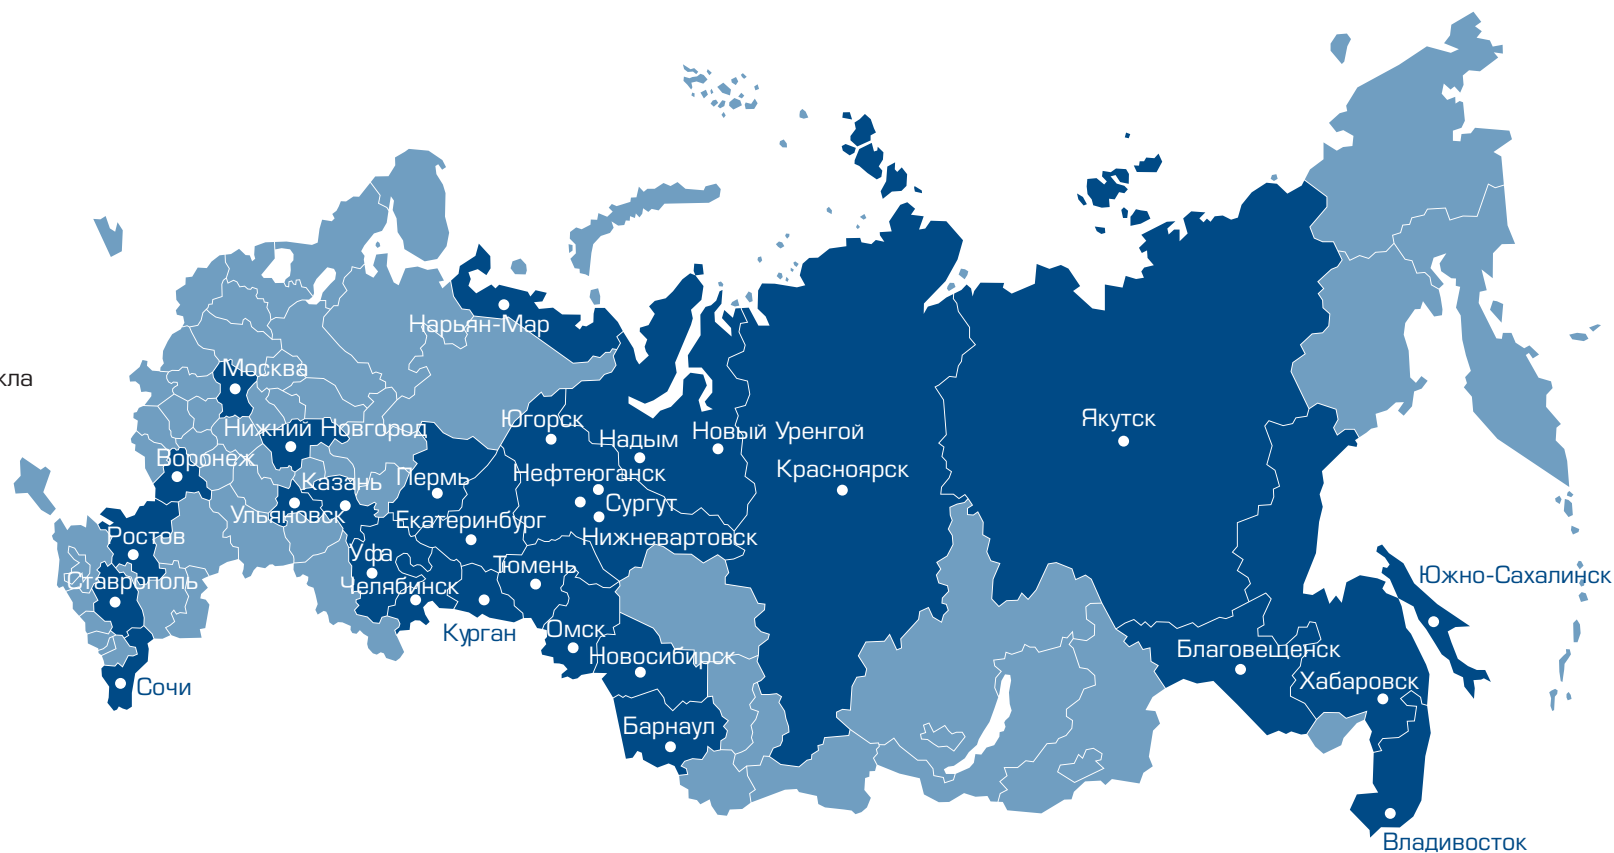 Нарьян-Мар
Москва
кла
Югорск
Якутск
Нижний Новгород
Надым
Новый Уренгой
Воронеж
Красноярск
Казань
Пермь
Нефтеюганск
Сургут
Ульяновск
Екатеринбург
Ростов
Нижневартовск
Уфа
Тюмень
Южно-Сахалинск
Ставрополь
Челябинск
Курган
Омск
Благовещенск
Новосибирск
Хабаровск
Сочи
Барнаул
Владивосток